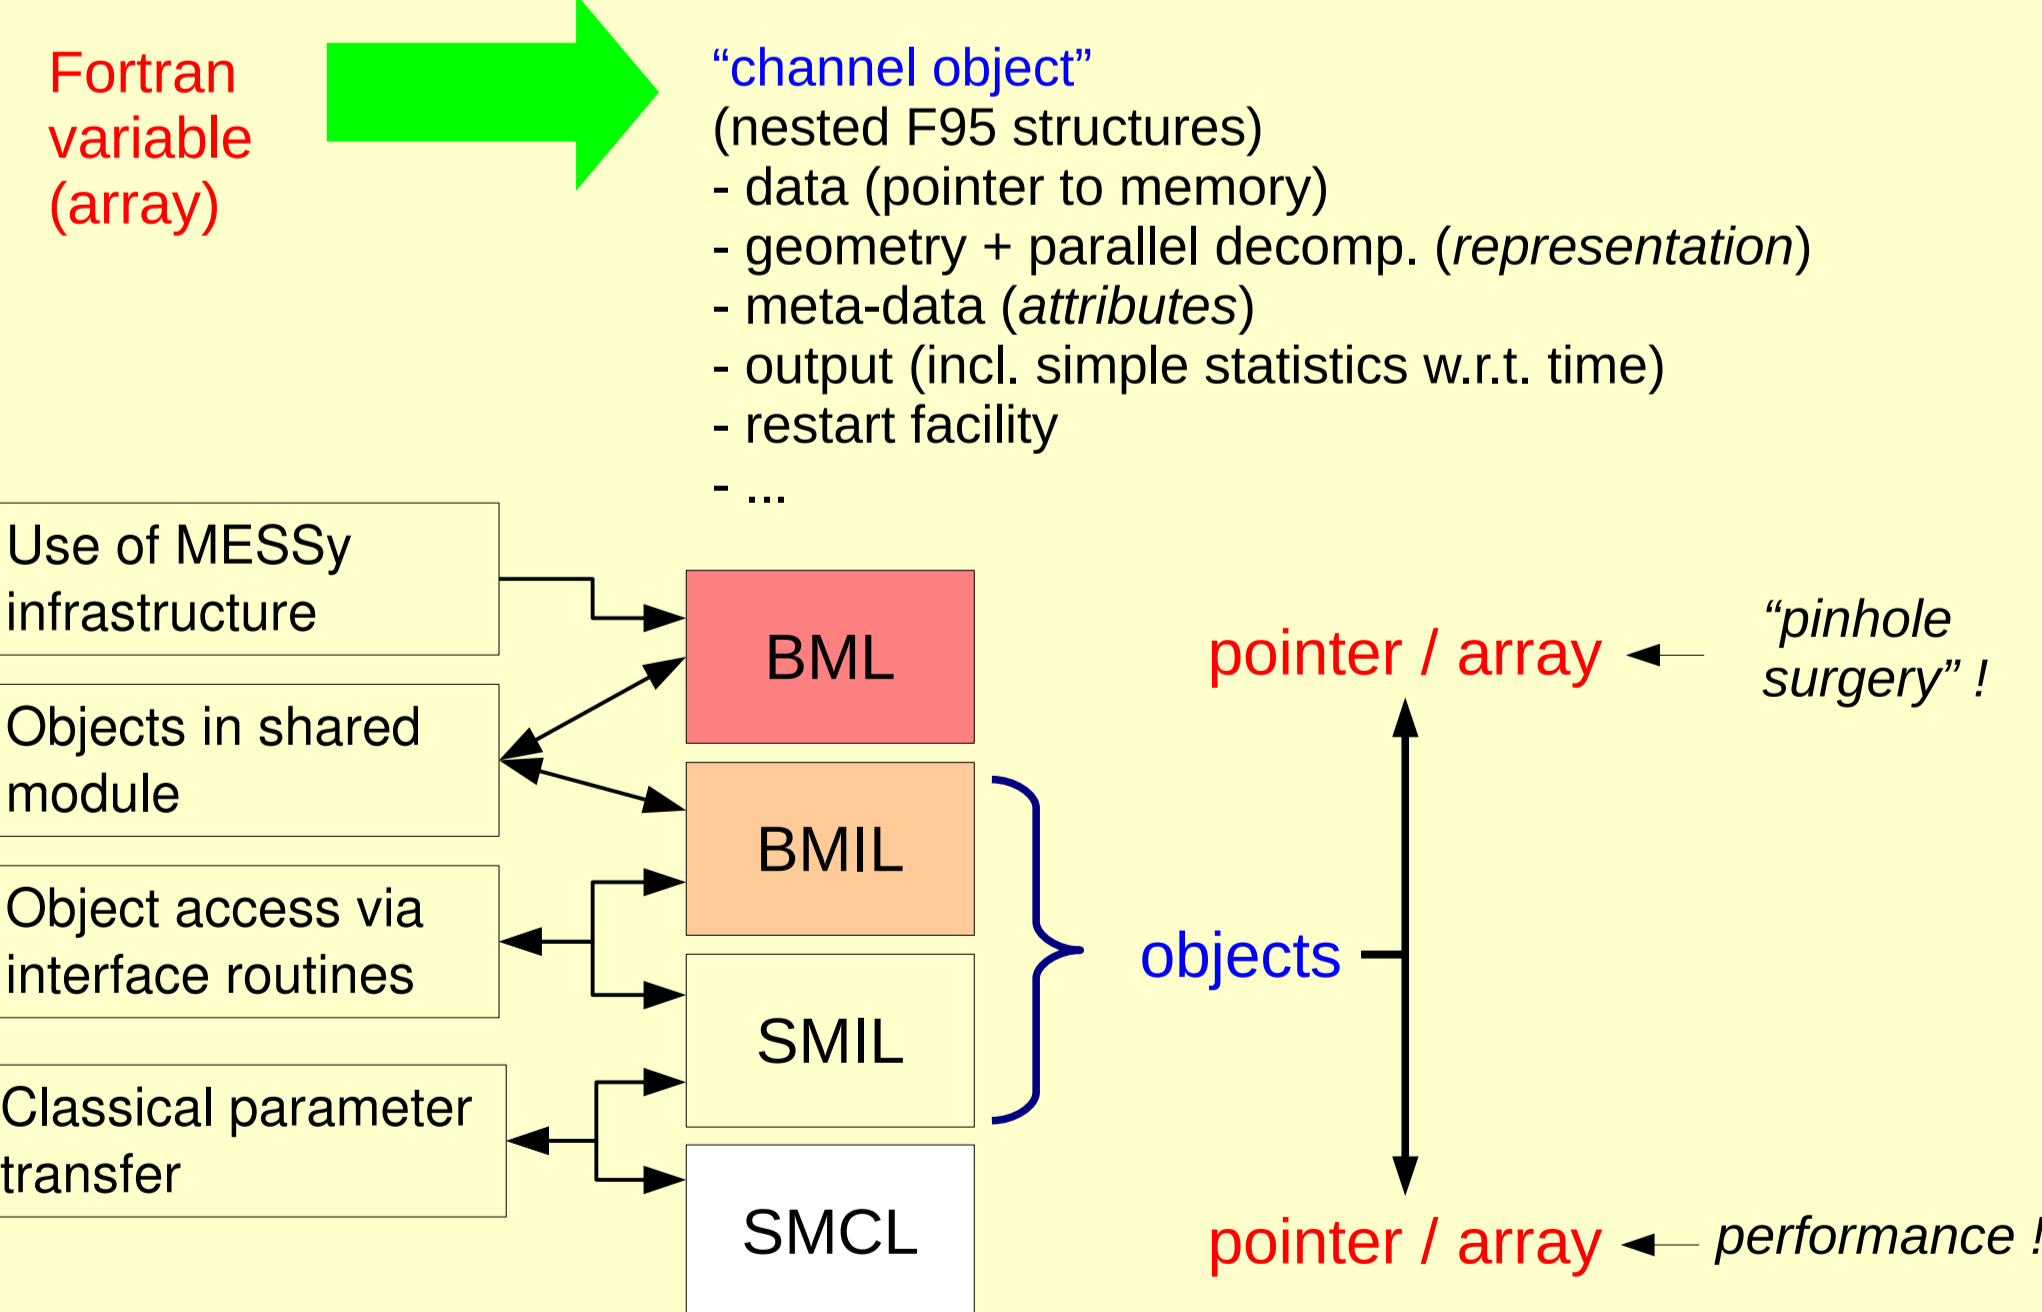 Fortran
variable
(array)
“channel object”
(nested F95 structures)
- data (pointer to memory)
- geometry + parallel decomp. (representation)
- meta-data (attributes)
- output (incl. simple statistics w.r.t. time)
- restart facility
- ...
Use of MESSy
infrastructure
Objects in shared
module
Object access via
interface routines
Classical parameter
transfer
BML
BMIL
SMIL
SMCL
objects
pointer / array
“pinhole
surgery” !
pointer / array
performance !